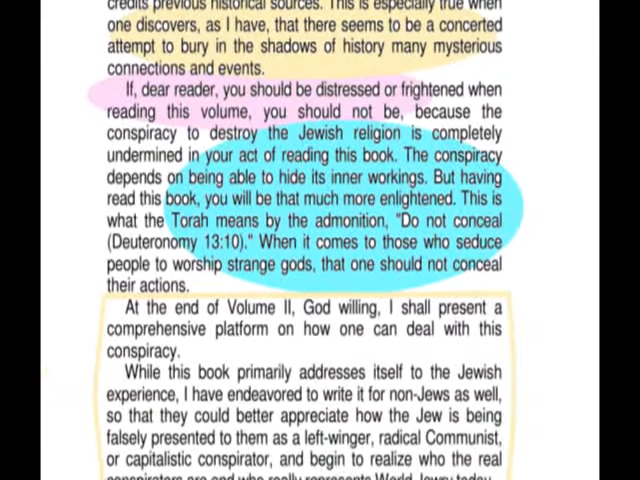 credits previous historical sources. This is especially true when
one discovers, as I have, that there seems to be a concerted
attempt to bury in the shadows of history many mysterious
connections and events.
If, dear reader, you should be distressed or frightened when
reading this volume, you should not be, because the
conspiracy to destroy the Jewish religion is completely
undermined in your act of reading this book. The conspiracy
depends on being able to hide its inner workings. But having
read this book, you will be that much more enlightened. This is
what the Torah means by the admonition, "Do not conceal
(Deuteronomy 13:10)." When it comes to those who seduce
people to worship strange gods, that one should not conceal
their actions.
At the end of Volume II, God willing, I shall present a
comprehensive platform on how one can deal with this
conspiracy.
While this book primarily addresses itself to the Jewish
experience, I have endeavored to write it for non-Jews as well,
so that they could better appreciate how the Jew is being
falsely presented to them as a left-winger, radical Communist,
or capitalistic conspirator, and begin to realize who the real
conspirators are and who really represents World Jewry today.